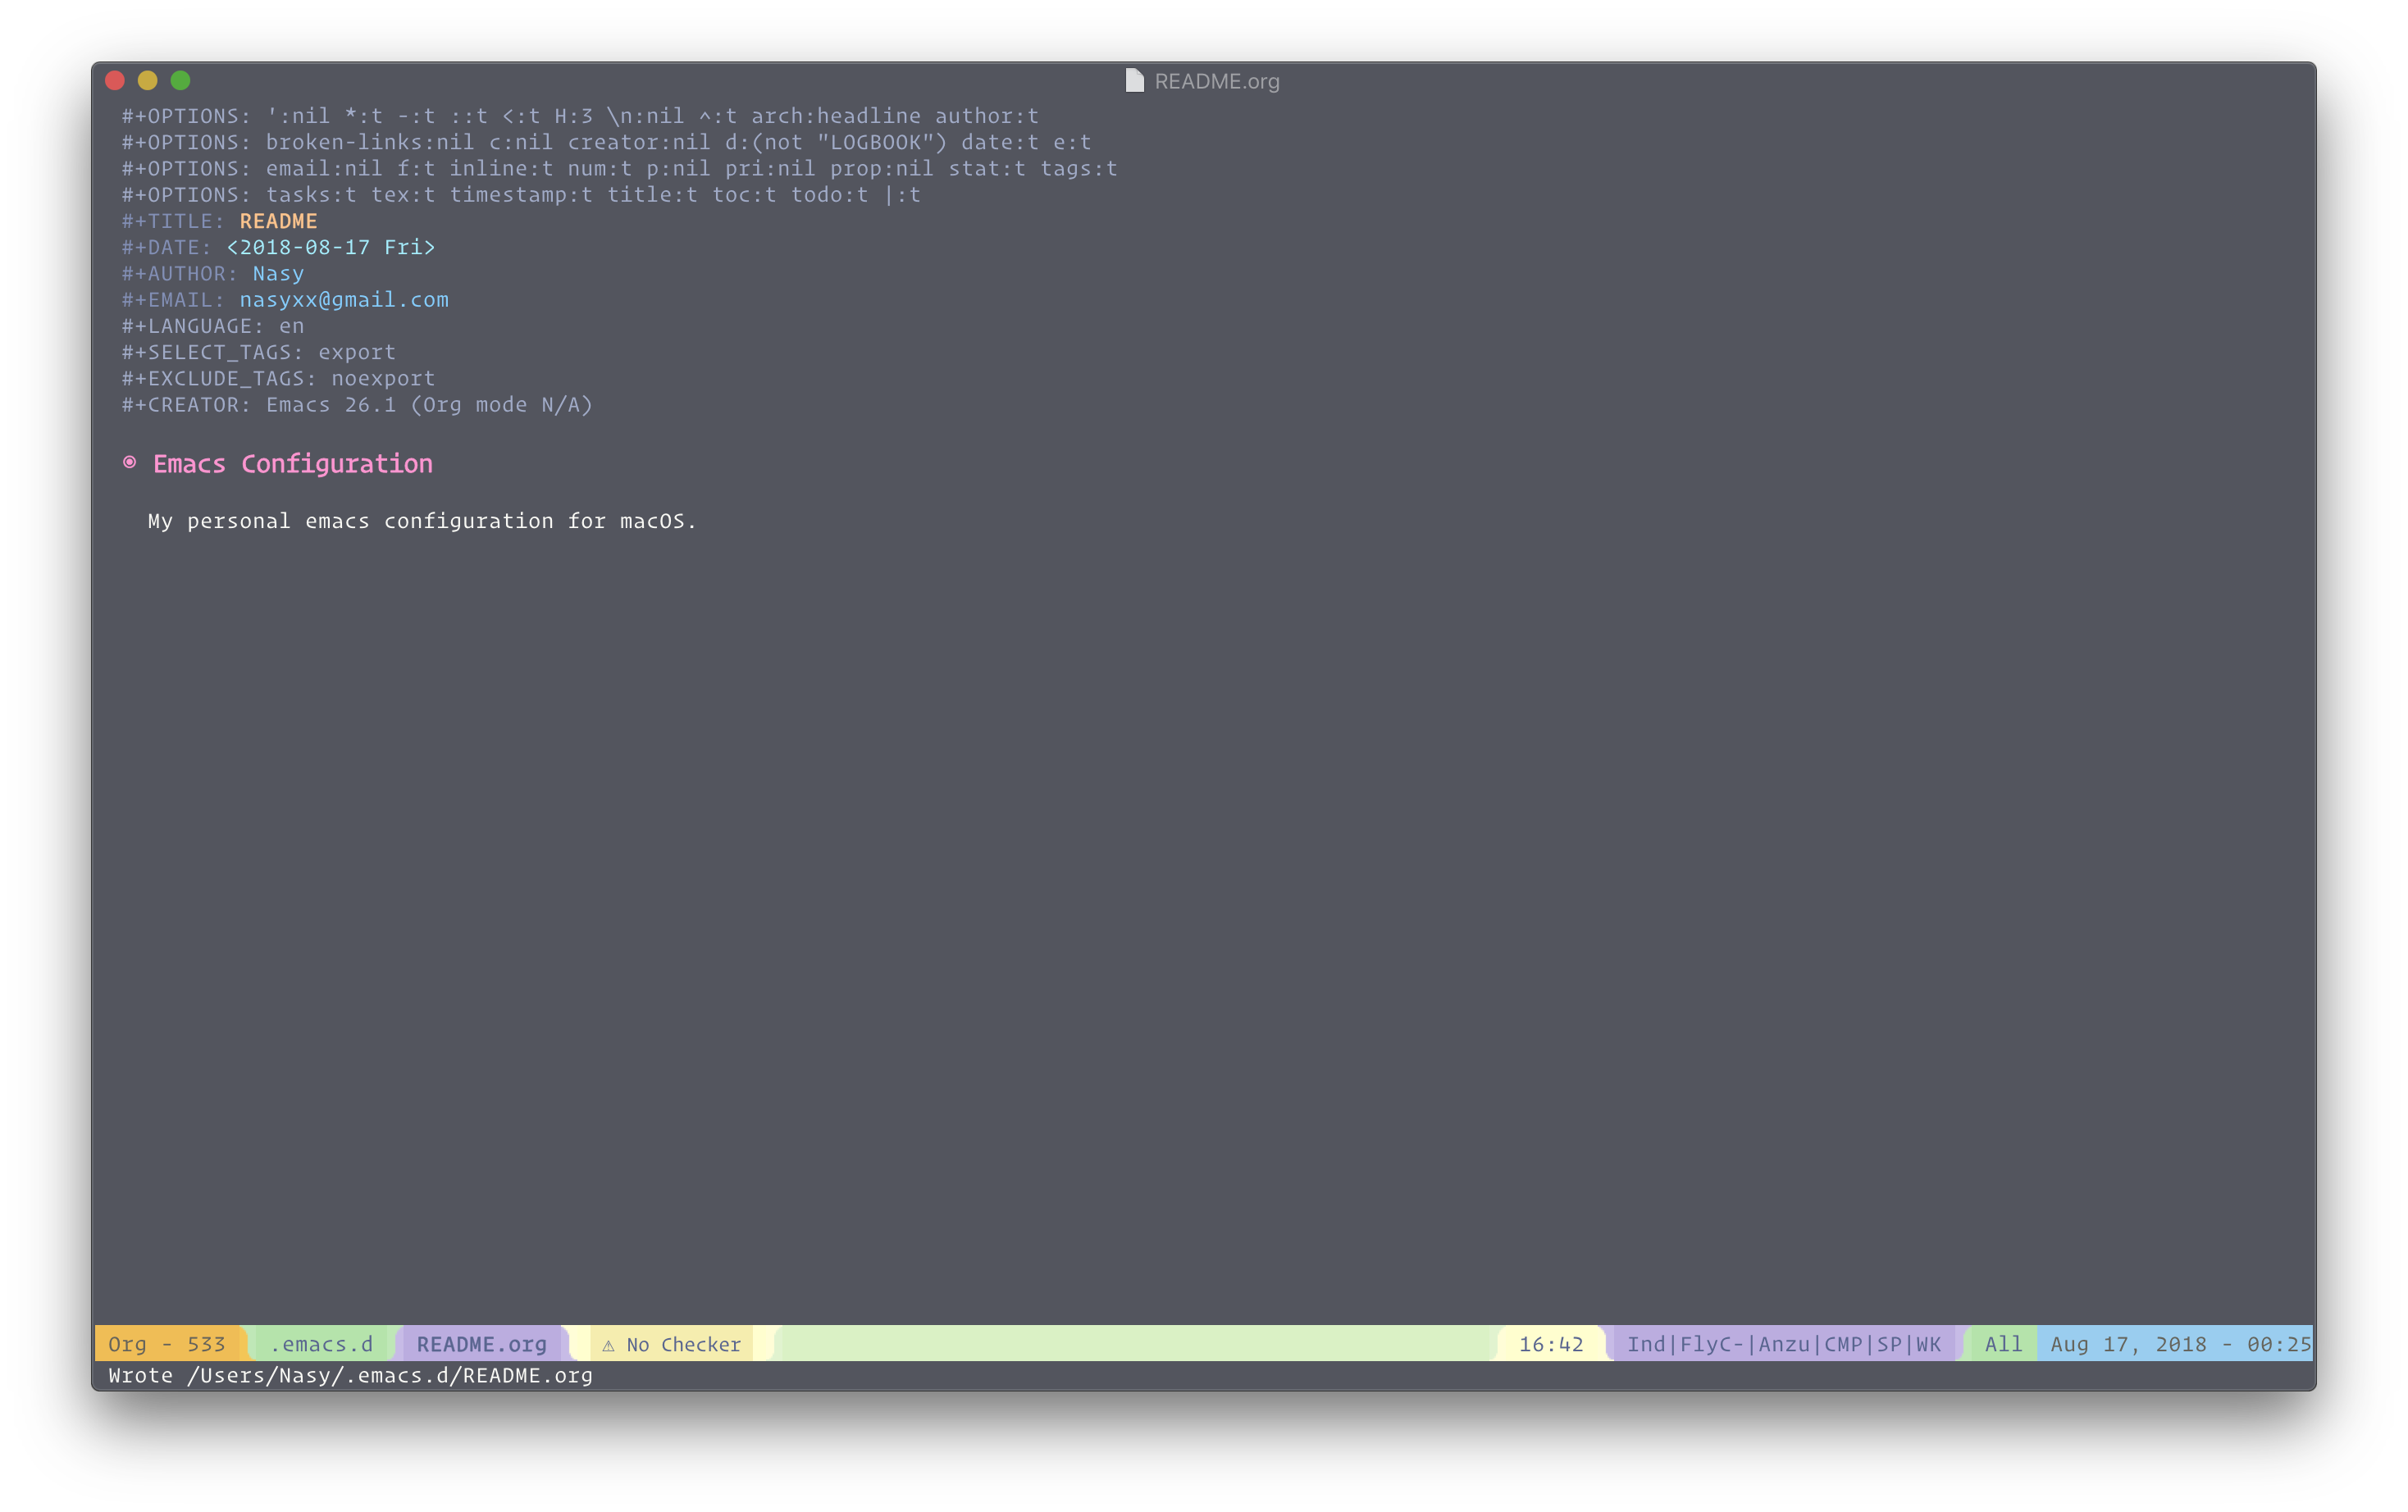 README.org
#+OPTIONS: ':nil *:t -:t ::t <:t H:3 \n:nil ^:t arch:headline author:t
#+OPTIONS: broken-links:nil c:nil creator:nil d:(not "LOGBOOK") date:t e:t
#+OPTIONS: email:nil f:t inline:t num:t p:nil pri:nil prop:nil stat:t tags:t
#+OPTIONS: tasks:t tex:t timestamp:t title:t toc:t todo:t |:t
#+TITLE: README
#+DATE: <2018-08-17 Fri>
#+AUTHOR: Nasy
#+EMAIL: nasyxx@gmail.com
#+LANGUAGE: en
#+SELECT_TAGS: export
#+EXCLUDE_TAGS: noexport
#+CREATOR: Emacs 26.1 (Org mode N/A)
◉ Emacs Configuration
My personal emacs configuration for macOS.
Org - 533 .emacs.d README.org ⚠ No Checker 16:42 Ind|FlyC-|Anzu|CMP|SP|WK All Aug 17, 2018 - 00:25
Wrote /Users/Nasy/.emacs.d/README.org